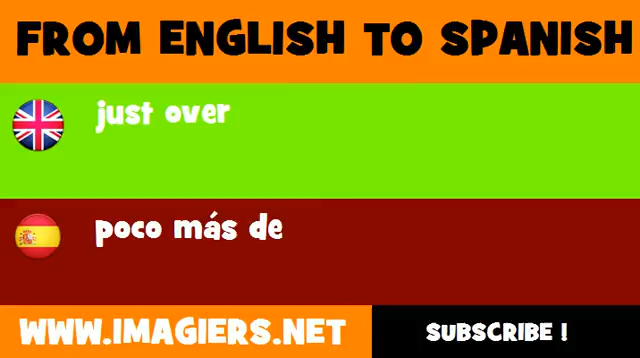 FROM ENGLISH TO SPANISH
just over
poco más de
WWW.IMAGIERS.NET
SUBSCRIBE !